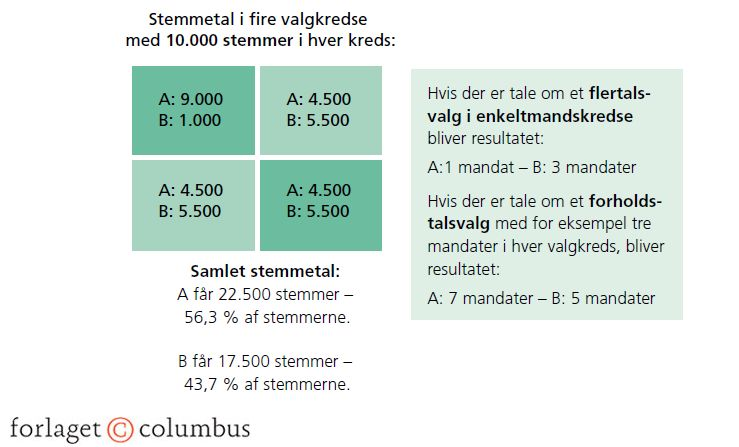 Stemmetal i fire valgkredse
med 10.000 stemmer i hver kreds:
A: 9.000
B: 1.000
A: 4.500
B: 5.500
A: 4.500
B: 5.500
A: 4.500
B: 5.500
Samlet stemmetal:
A får 22.500 stemmer –
56,3 % af stemmerne.
B får 17.500 stemmer –
43,7 % af stemmerne.
Hvis der er tale om et flertals-
valg i enkeltmandskredse
bliver resultatet:
A:1 mandat – B: 3 mandater
Hvis der er tale om et forholds-
talsvalg med for eksempel tre
mandater i hver valgkreds, bliver
resultatet:
A: 7 mandater – B: 5 mandater
forlaget © columbus